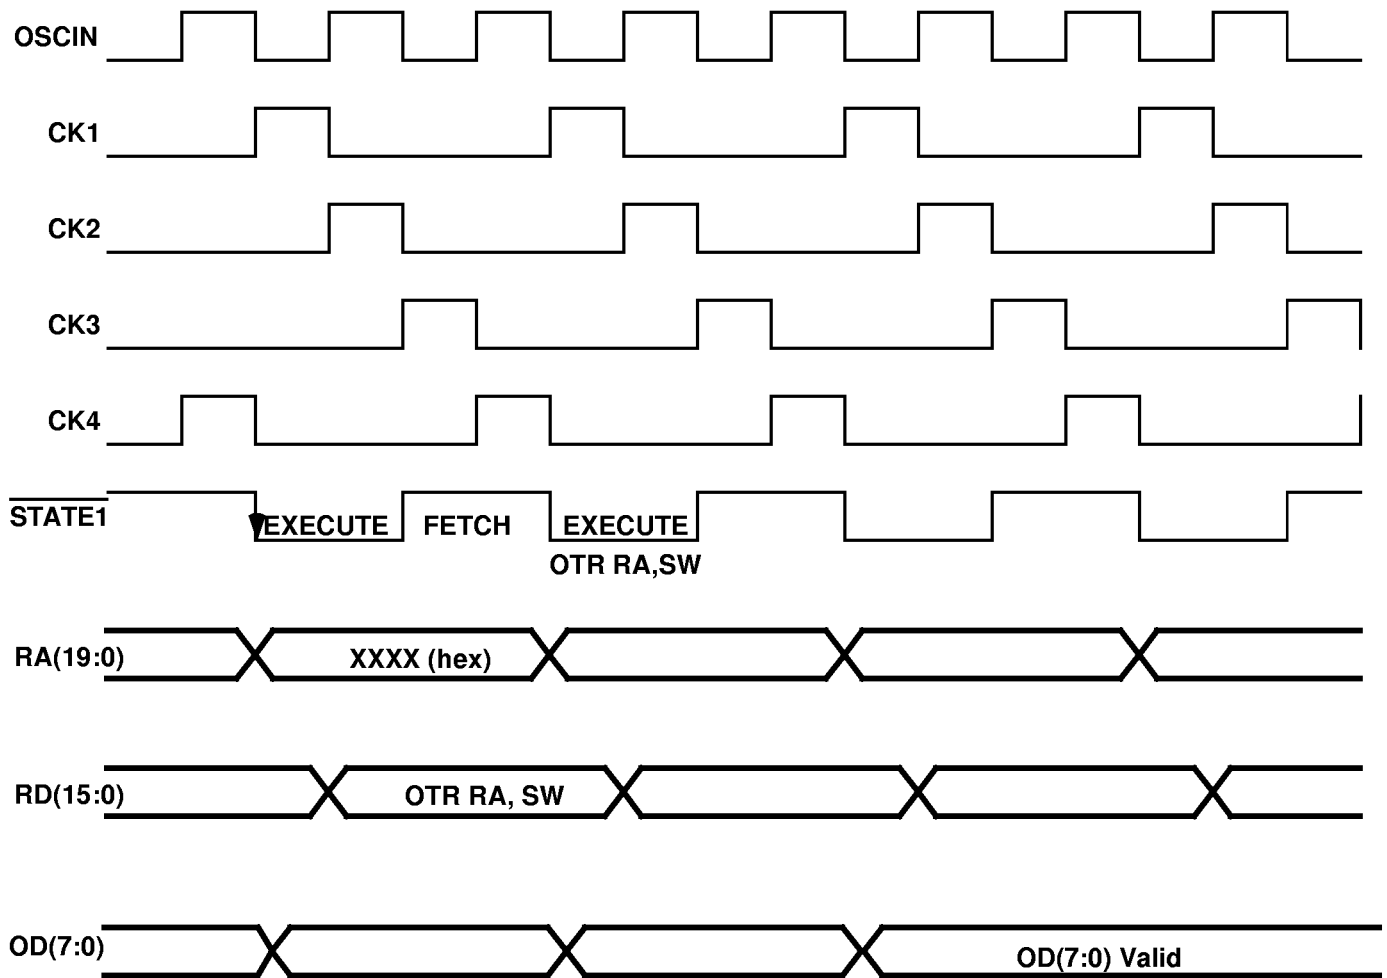 OSCIN
CK1
CK2
CK3
CK4
STATE1
EXECUTE FETCH EXECUTE
OTR RA,SW
RA(19:0) XXXX (hex)
RD(15:0) OTR RA, SW
OD(7:0) OD(7:0) Valid